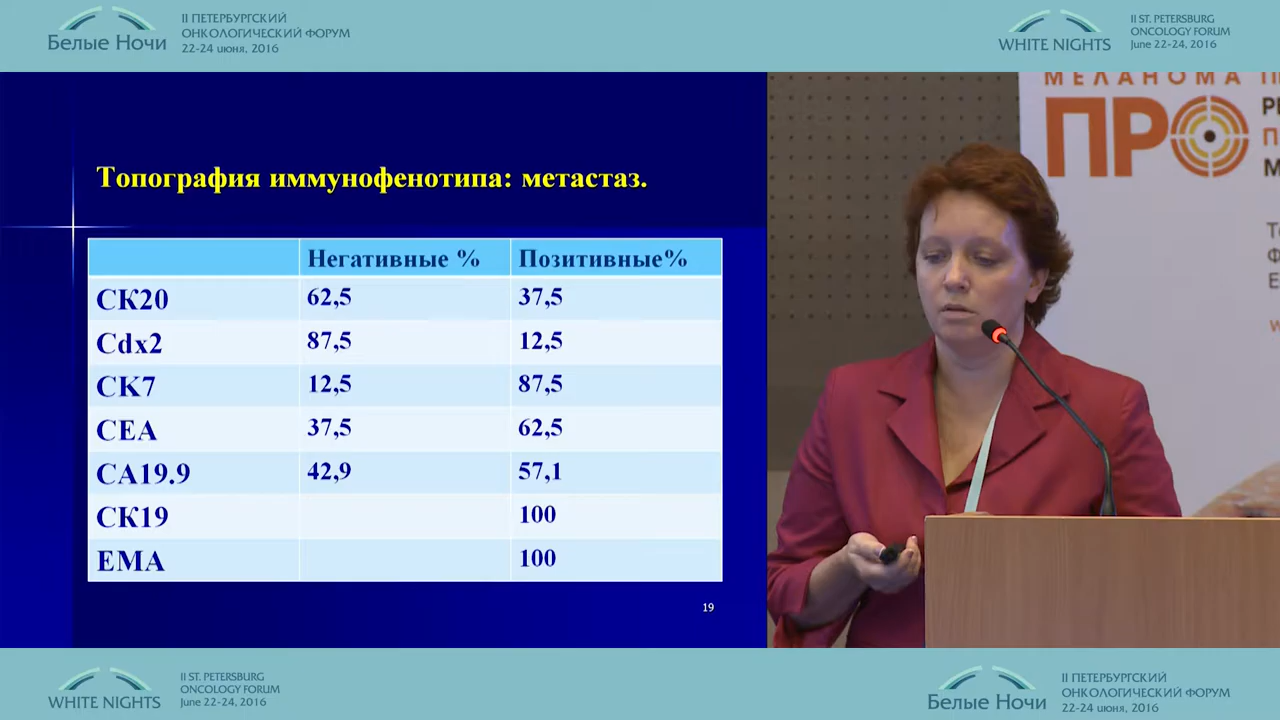 Белые Ночи
II ПЕТЕРБУРГСКИЙ
ОНКОЛОГИЧЕСКИЙ ФОРУМ
22-24 июня, 2016
WHITE NIGHTS
II ST. PETERSBURG
ONCOLOGY FORUM
June 22-24, 2016
Топография иммунофенотипа: метастаз.
Негативные % Позитивные%
СК20 62,5 37,5
Cdx2 87,5 12,5
CK7 12,5 87,5
CEA 37,5 62,5
CA19.9 42,9 57,1
CK19 100
EMA 100
19
МЕЛАНОМА
ПРО
WHITE NIGHTS
II ST. PETERSBURG
ONCOLOGY FORUM
June 22-24, 2016
Белые Ночи
II ПЕТЕРБУРГСКИЙ
ОНКОЛОГИЧЕСКИЙ ФОРУМ
22-24 июня, 2016